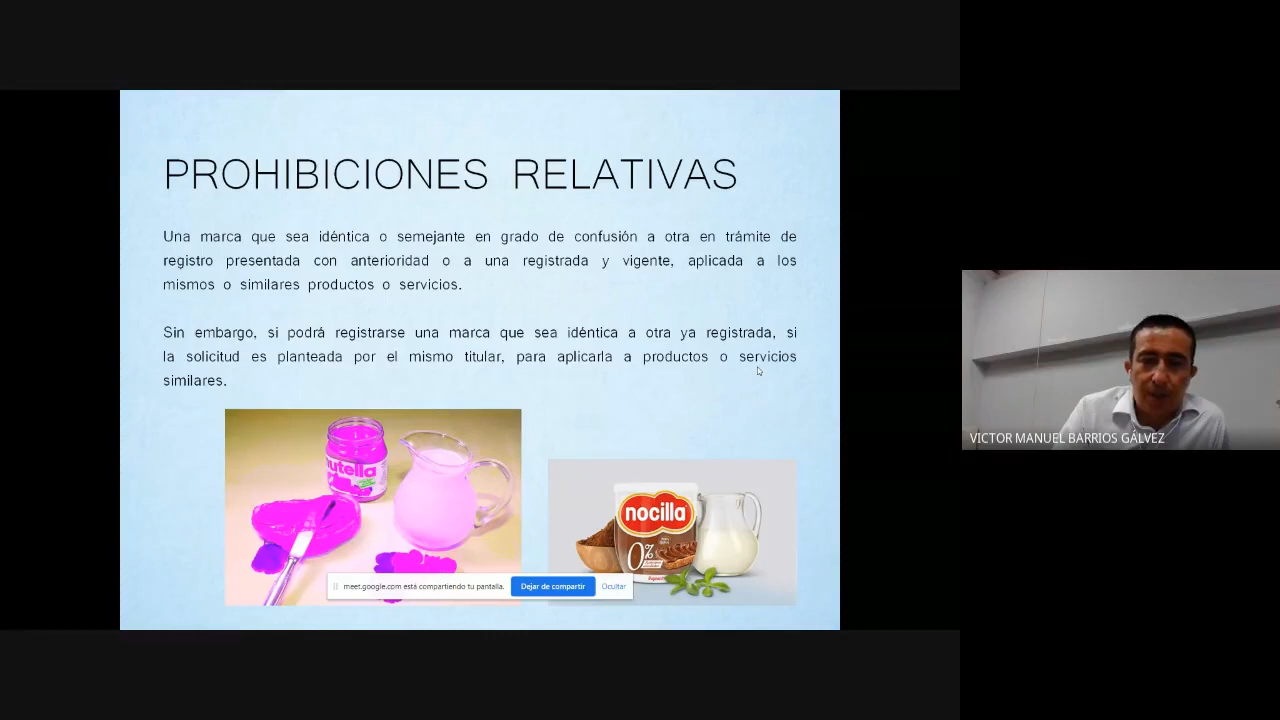 PROHIBICIONES RELATIVAS
Una marca que sea idéntica o semejante en grado de confusión a otra en trámite de
registro presentada con anterioridad o a una registrada y vigente, aplicada a los
mismos o similares productos o servicios.
Sin embargo, si podrá registrarse una marca que sea idéntica a otra ya registrada, si
la solicitud es planteada por el mismo titular, para aplicarla a productos o servicios
similares.
nutella
nocilla
0%
meet.google.com está compartiendo tu pantalla.
Dejar de compartir
Ocultar
VICTOR MANUEL BARRIOS GÁLVEZ